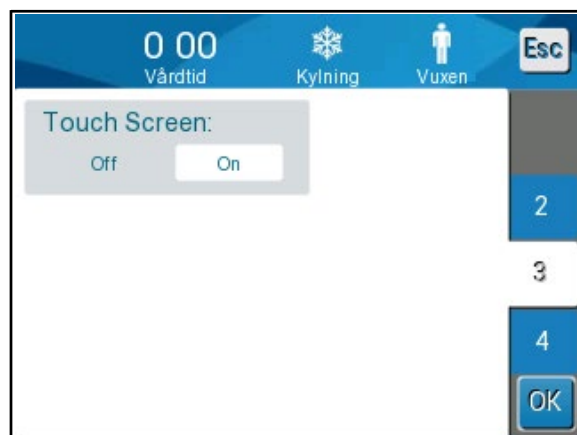 0 00
Vårdtid
Kylning
Vuxen
Esc
Touch Screen:
Off On
2
3
4
OK